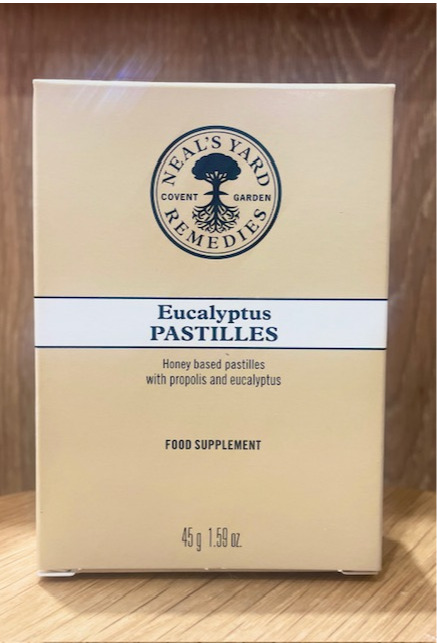 NEAL'S YARD
COVENT GARDEN
REMEDIES
Eucalyptus
PASTILLES
Honey based pastilles
with propolis and eucalyptus
FOOD SUPPLEMENT
45 g 1.59 oz.